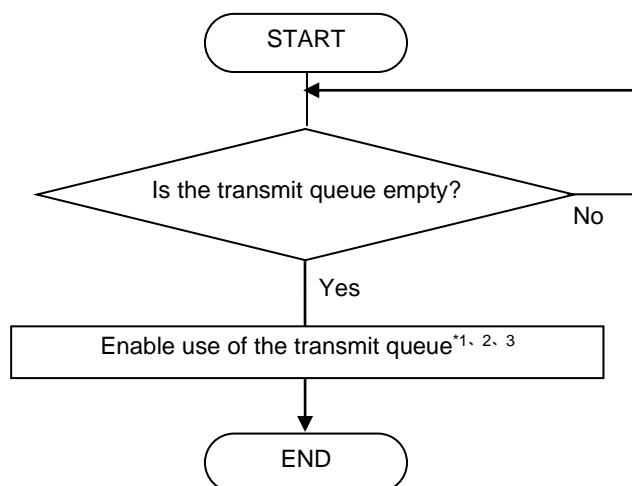 START
Is the transmit queue empty?
No
Yes
Enable use of the transmit queue*1、2、3
END